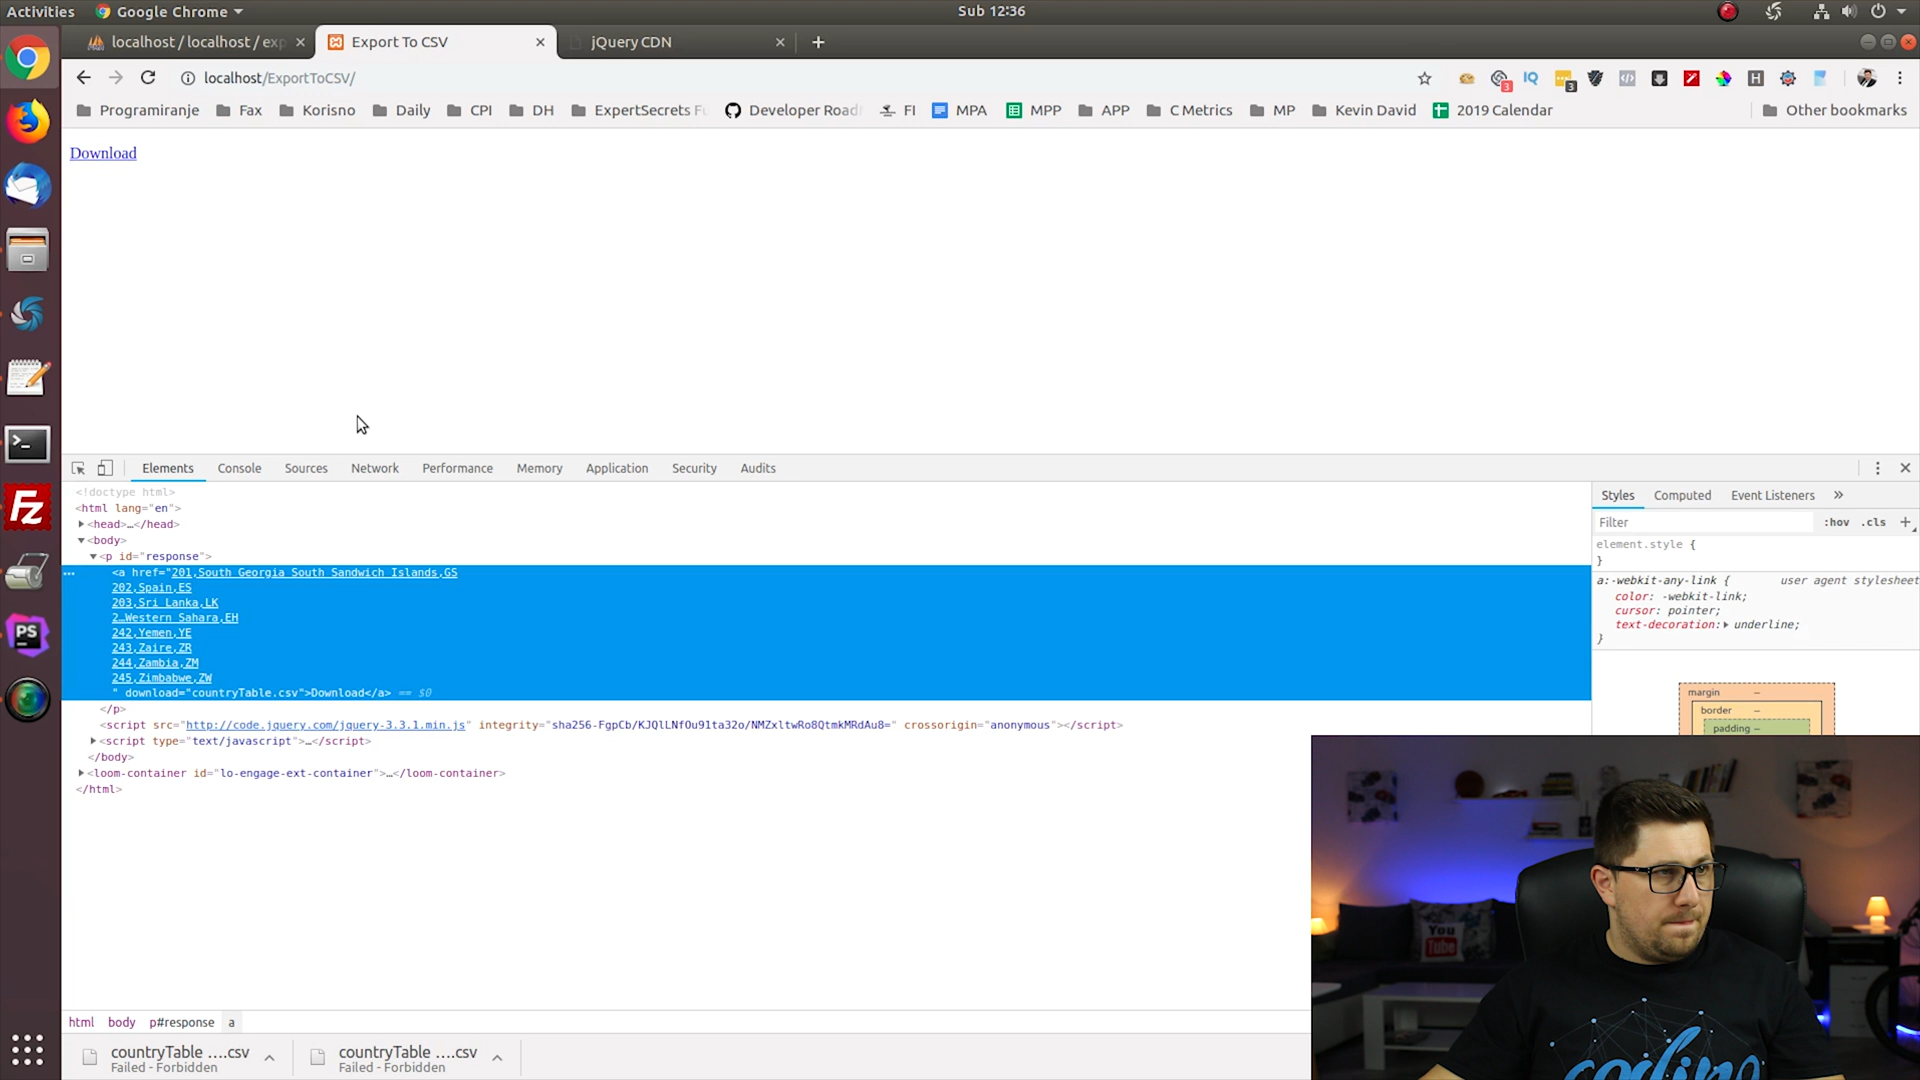 Activities Google Chrome Sub 12:36
localhost / localhost / exp Export To CSV jQuery CDN
localhost/ExportToCSV/
Programiranje Fax Korisno Daily CPI DH ExpertSecrets Fu Developer Road FI MPA MPP APP C Metrics MP Kevin David 2019 Calendar Other bookmarks
Download
Elements Console Sources Network Performance Memory Application Security Audits
<!doctype html>
<html lang="en">
<head>…</head>
<body>
<p id="response">
<a href="201,South Georgia South Sandwich Islands,GS
202,Spain,ES
203,Sri Lanka,LK
2…Western Sahara,EH
242,Yemen,YE
243,Zaire,ZR
244,Zambia,ZM
245,Zimbabwe,ZW
" download="countryTable.csv">Download</a> == $0
</p>
<script src="http://code.jquery.com/jquery-3.3.1.min.js" integrity="sha256-FgpCb/KJQlLNfOu91ta32o/NMZxltwRo8QtmkMRdAu8=" crossorigin="anonymous"></script>
<script type="text/javascript">…</script>
</body>
<loom-container id="lo-engage-ext-container">…</loom-container>
</html>
Styles Computed Event Listeners »
Filter :hov .cls +
element.style {
}
a:-webkit-any-link { user agent stylesheet
color: -webkit-link;
cursor: pointer;
text-decoration: underline;
}
margin –
border –
padding –
html body p#response a
countryTable ....csv
Failed - Forbidden
countryTable ....csv
Failed - Forbidden
You
Tube
coding